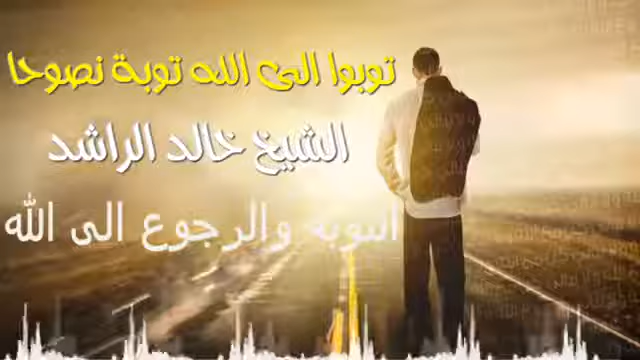 توبوا الى الله توبة نصوحا
الشيخ خالد الراشد
التوبة والرجوع الى الله